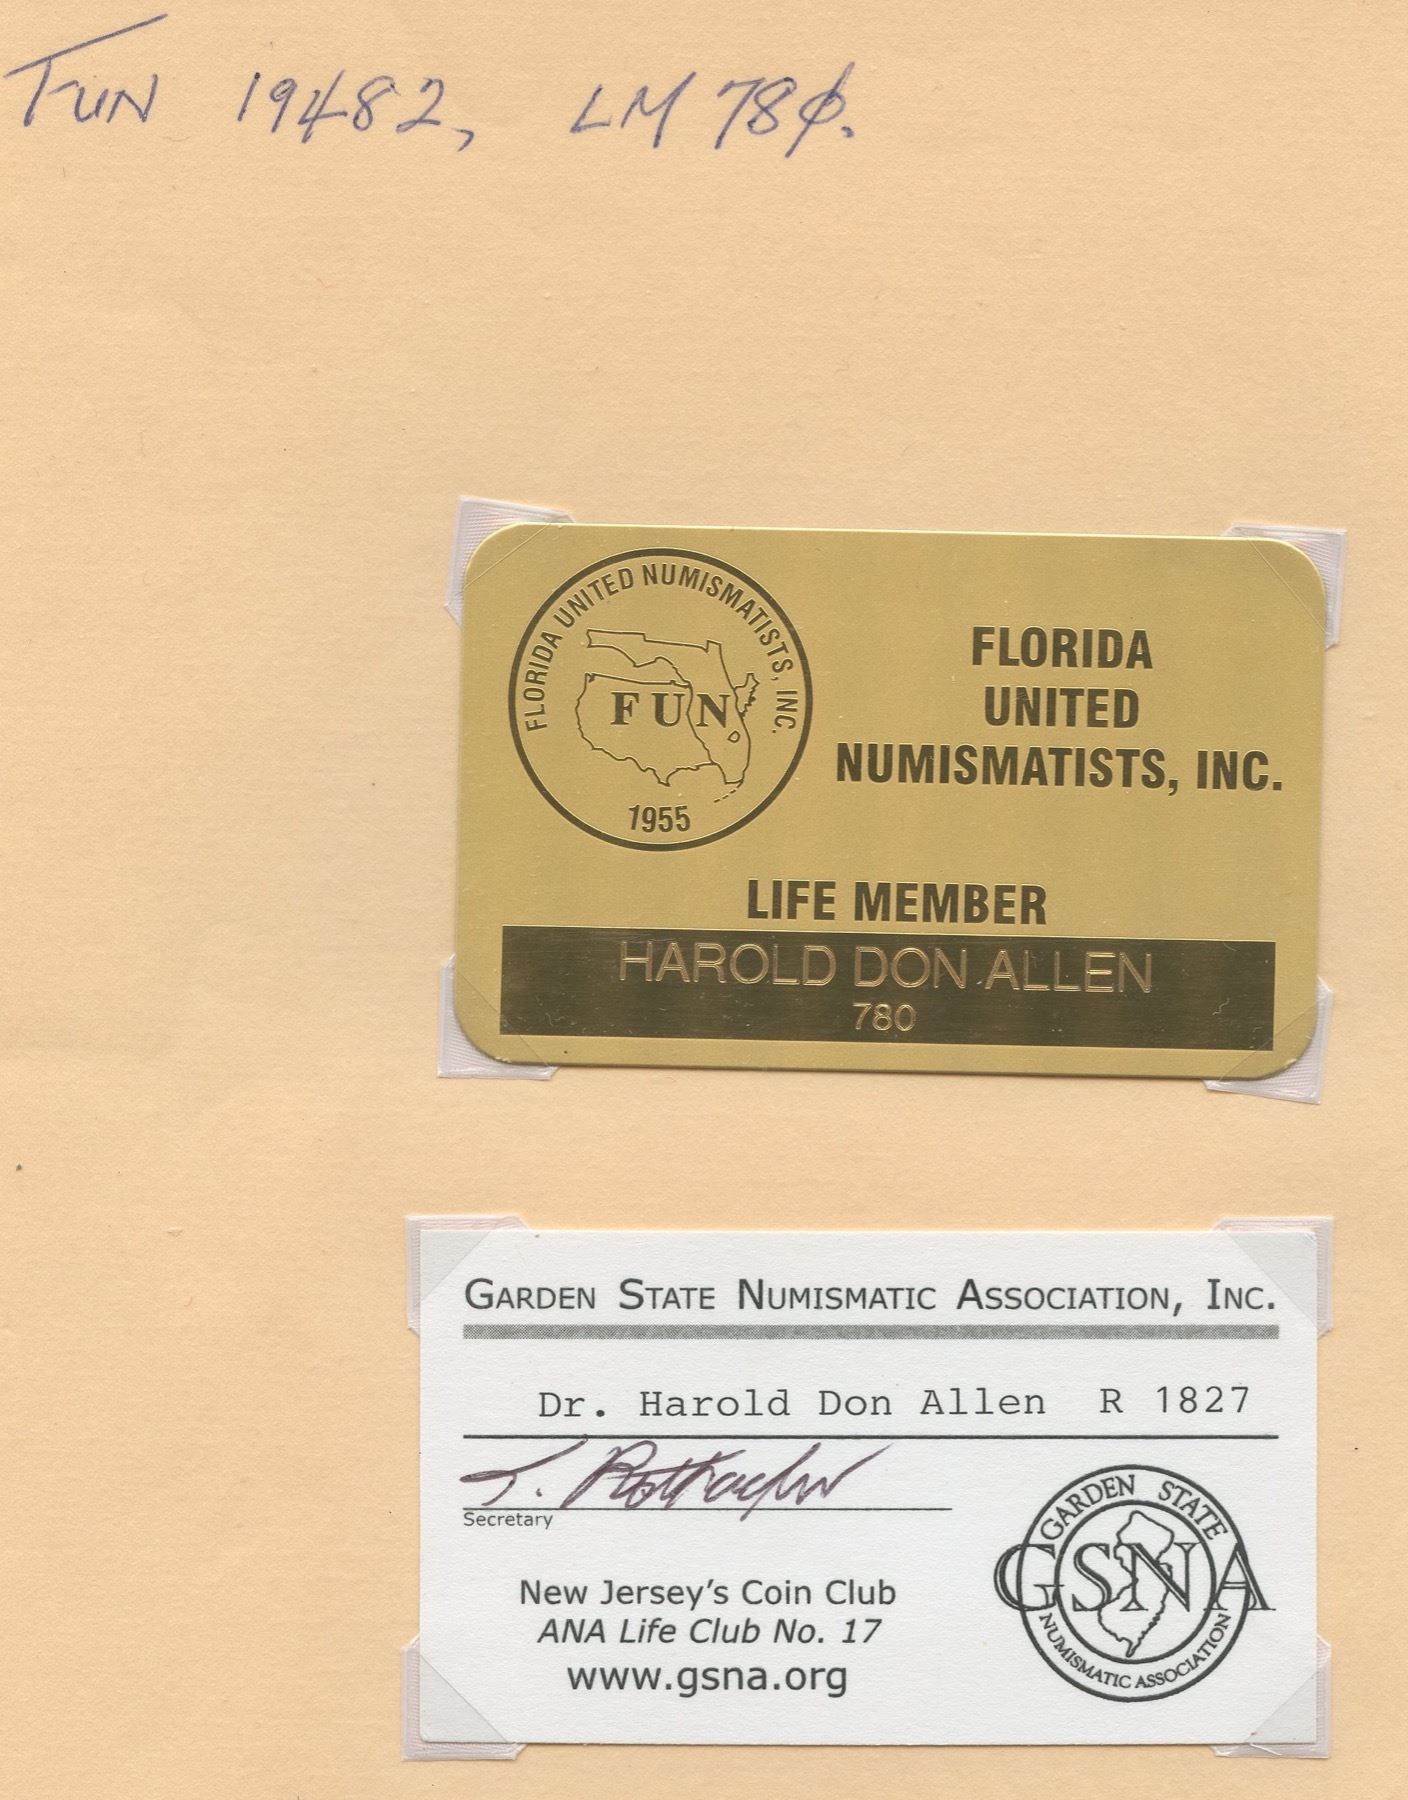 FUN 19482, LM 780.
FLORIDA UNITED NUMISMATISTS, INC.
FUN
1955
FLORIDA
UNITED
NUMISMATISTS, INC.
LIFE MEMBER
HAROLD DON ALLEN
780
GARDEN STATE NUMISMATIC ASSOCIATION, INC.
Dr. Harold Don Allen R 1827
Secretary
New Jersey's Coin Club
ANA Life Club No. 17
www.gsna.org
GARDEN STATE
GSNA
NUMISMATIC ASSOCIATION